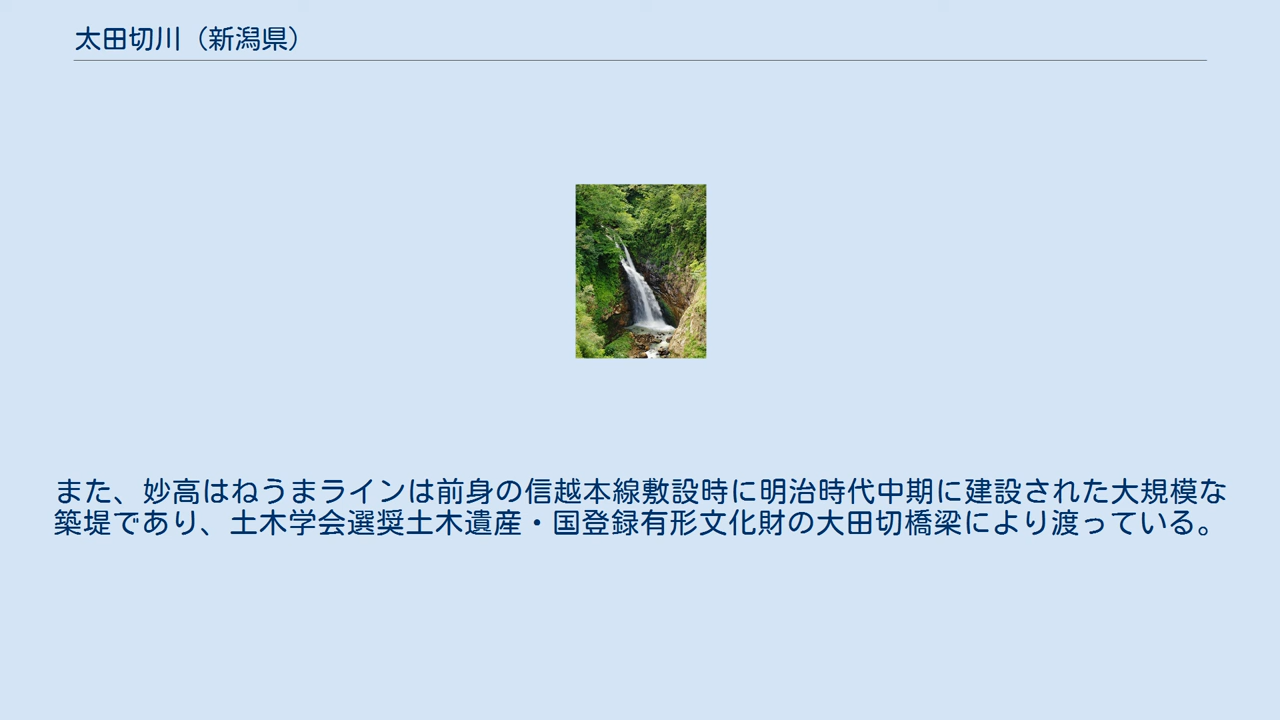 太田切川（新潟県）
また、妙高はねうまラインは前身の信越本線敷設時に明治時代中期に建設された大規模な
築堤であり、土木学会選奨土木遺産・国登録有形文化財の大田切橋梁により渡っている。